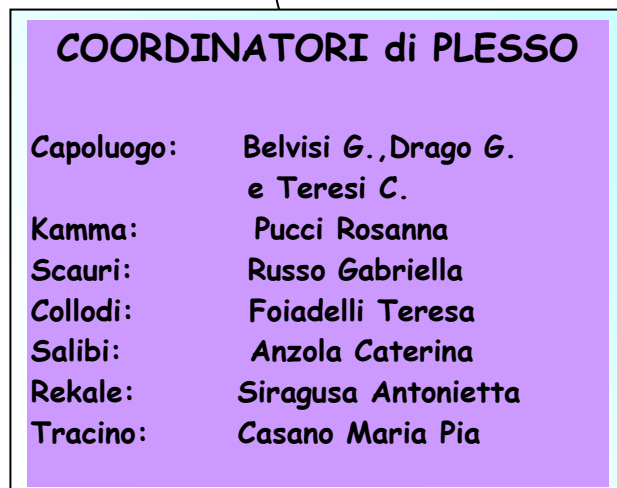 COORDINATORI di PLESSO
Capoluogo: Belvisi G.,Drago G.
e Teresi C.
Kamma: Pucci Rosanna
Scauri: Russo Gabriella
Collodi: Foiadelli Teresa
Salibi: Anzola Caterina
Rekale: Siragusa Antonietta
Tracino: Casano Maria Pia